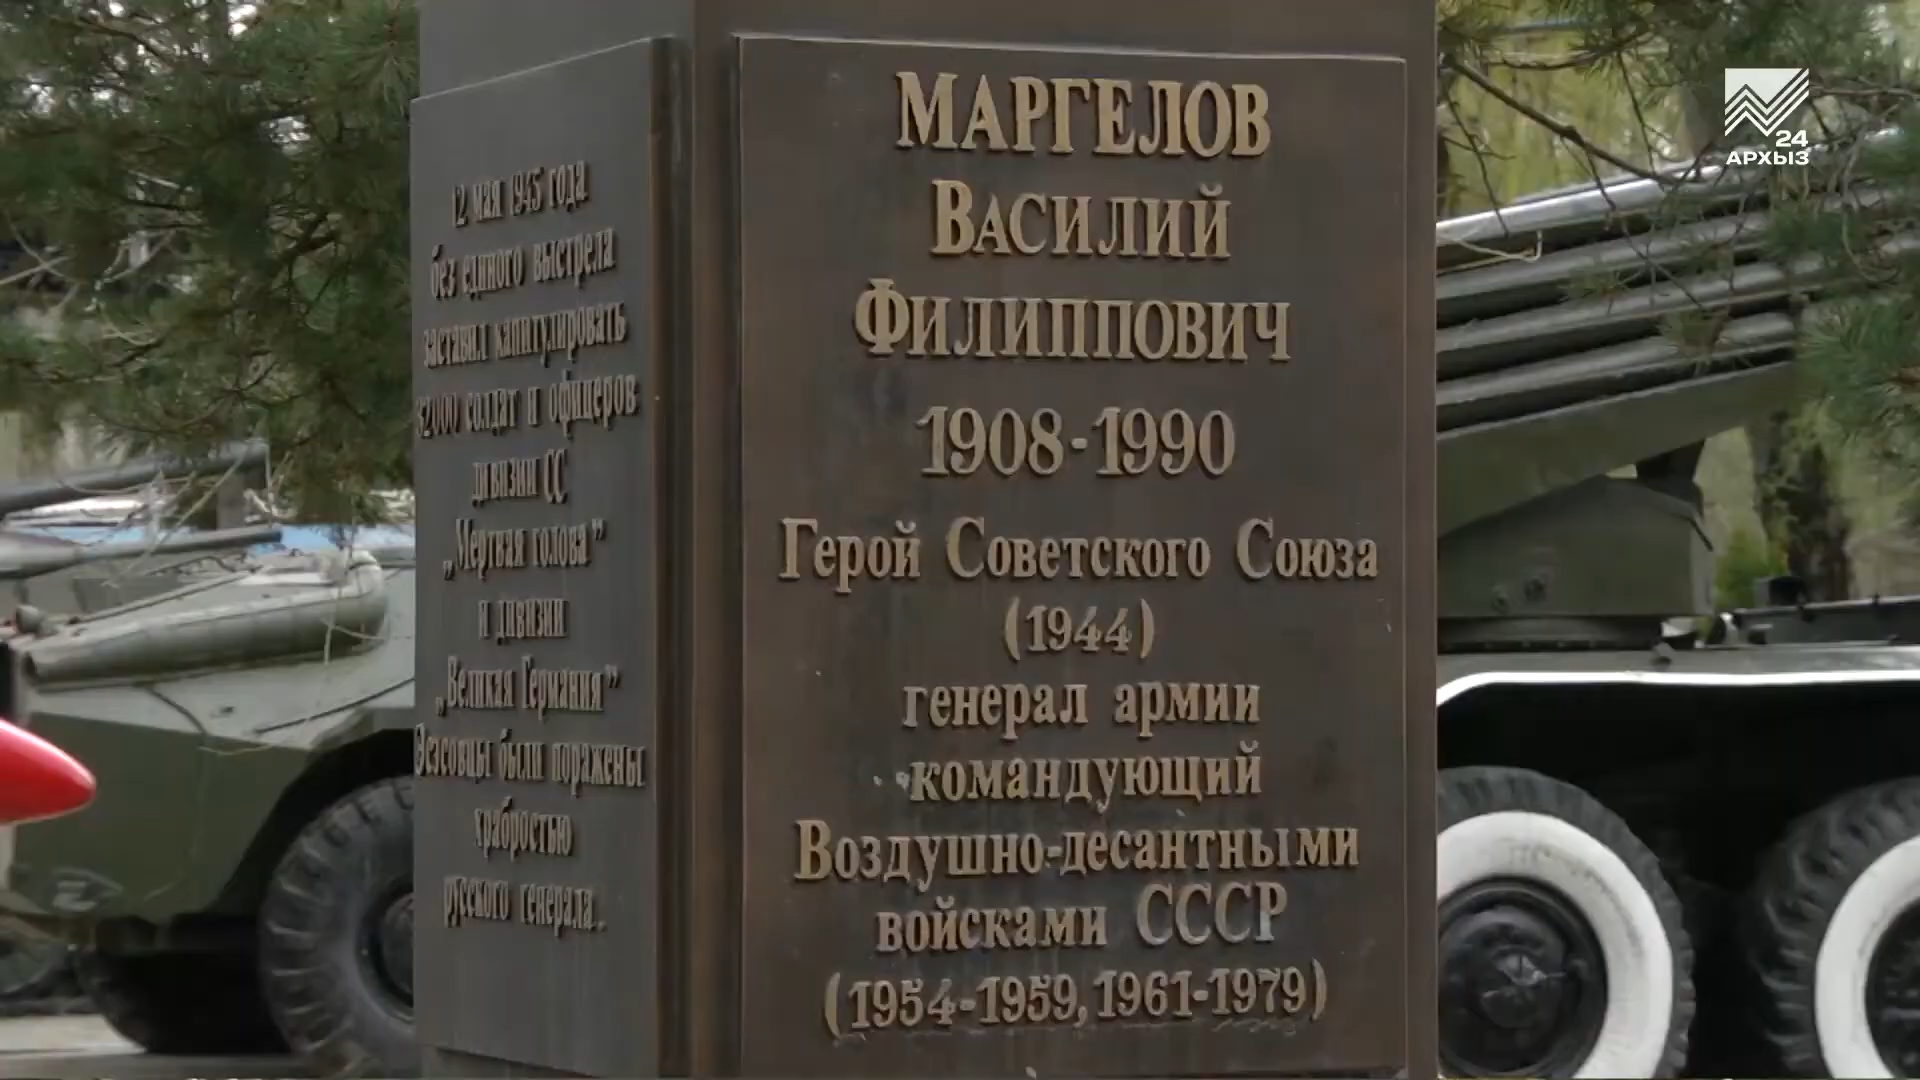 12 мая 1945 года
без единого выстрела
заставил капитулировать
32000 солдат и офицеров
дивизии СС
„Мертвая голова”
и дивизии
„Великая Германия”
Эсэсовцы были поражены
храбростью
русского генерала..
МАРГЕЛОВ
ВАСИЛИЙ
ФИЛИППОВИЧ
1908-1990
Герой Советского Союза
(1944)
генерал армии
командующий
Воздушно-десантными
войсками СССР
(1954-1959, 1961-1979)
24
АРХЫЗ